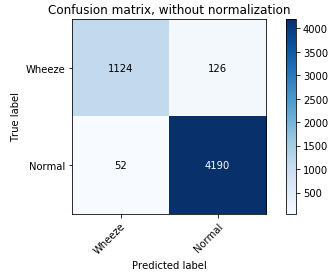 Confusion matrix, without normalization
Wheeze
1124
126
Normal
52
4190
Wheeze
Normal
True label
Predicted label
4000
3500
3000
2500
2000
1500
1000
500